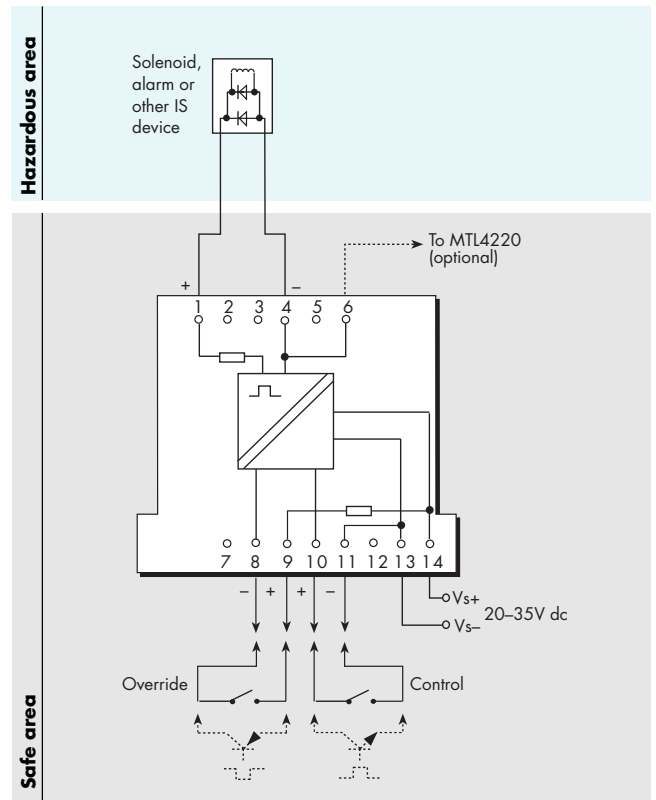 Hazardous area
Solenoid,
alarm or
other IS
device
To MTL4220
(optional)
+ –
1 2 3 4 5 6
7 8 9 10 11 12 13 14
– + + –
Vs+
20–35V dc
Vs–
Override
Control
Safe area